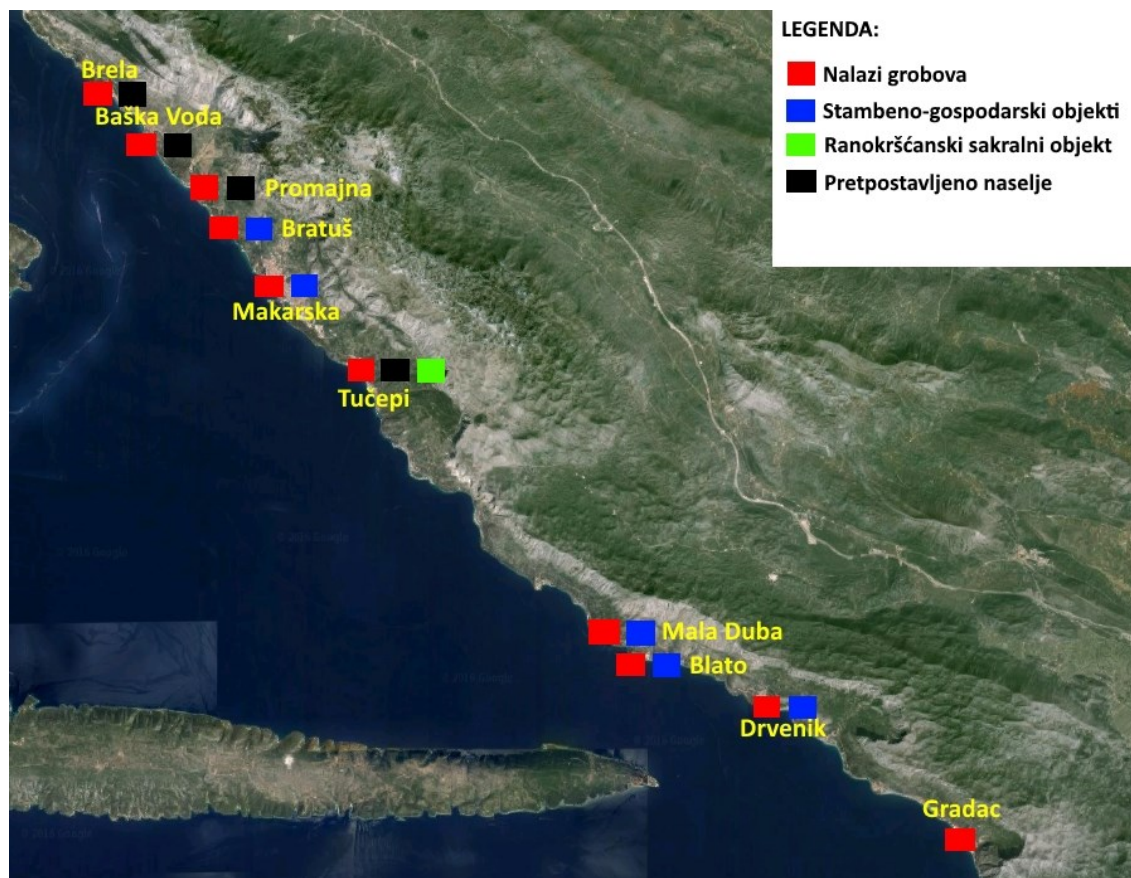 LEGENDA:
Nalazi grobova
Stambeno-gospodarski objekti
Ranokršćanski sakralni objekt
Pretpostavljeno naselje
Brela
Baška Voda
Promajna
Bratuš
Makarska
Tučepi
Mala Duba
Blato
Drvenik
Gradac